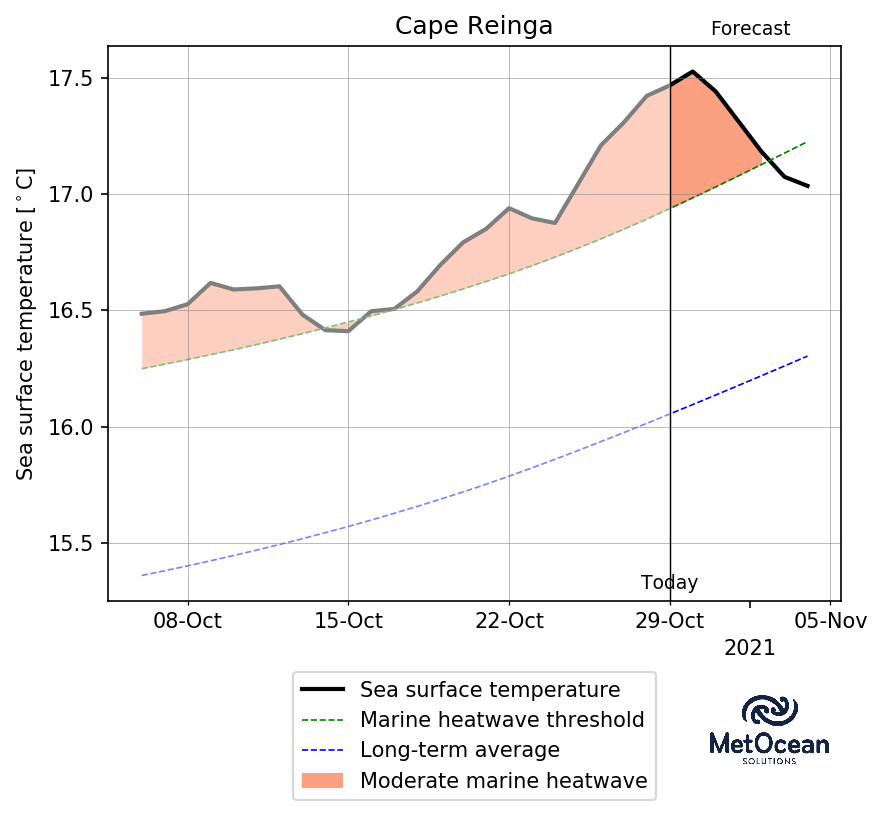 Cape Reinga
Forecast
17.5
17.0
16.5
16.0
15.5
Sea surface temperature [°C]
Today
08-Oct
15-Oct
22-Oct
29-Oct
05-Nov
2021
Sea surface temperature
Marine heatwave threshold
Long-term average
Moderate marine heatwave
MetOcean
SOLUTIONS